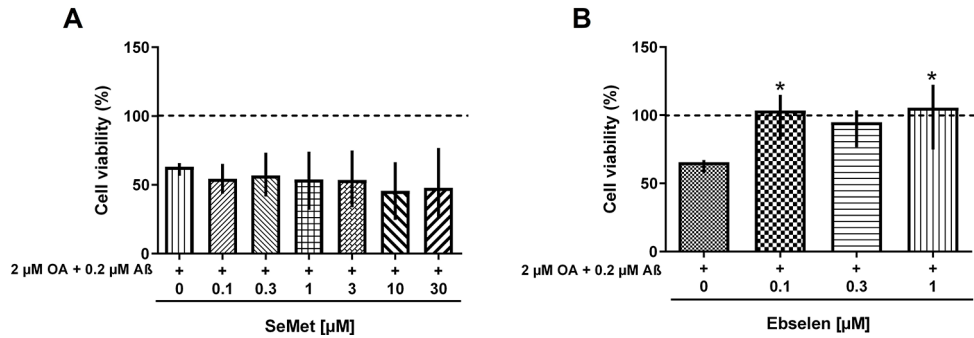 A
Cell viability (%)
150
100
50
0
2 µM OA + 0.2 µM Aß + + + + + + +
0 0.1 0.3 1 3 10 30
SeMet [µM]
B
Cell viability (%)
150
100
50
0
* *
2 µM OA + 0.2 µM Aß + + + +
0 0.1 0.3 1
Ebselen [µM]